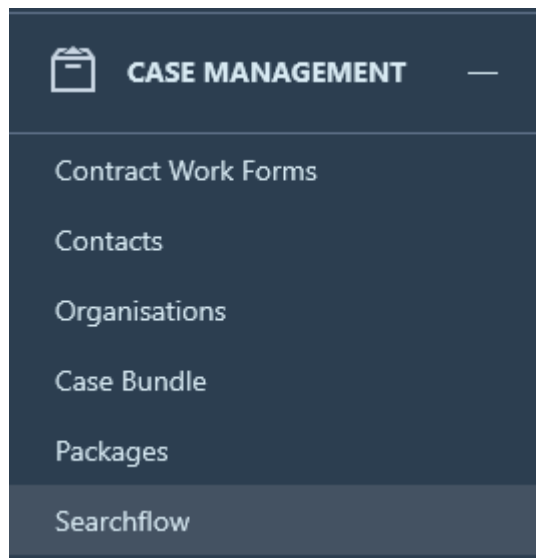 CASE MANAGEMENT —
Contract Work Forms
Contacts
Organisations
Case Bundle
Packages
Searchflow